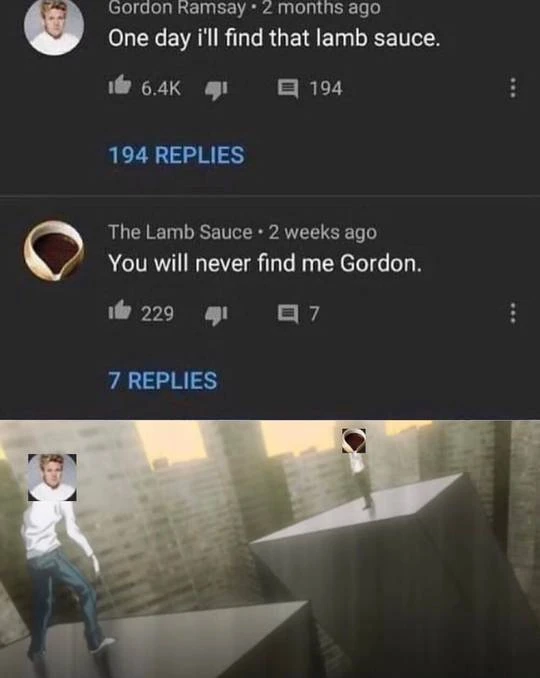 Gordon Ramsay • 2 months ago
One day i'll find that lamb sauce.
6.4K 194
194 REPLIES
The Lamb Sauce • 2 weeks ago
You will never find me Gordon.
229 7
7 REPLIES